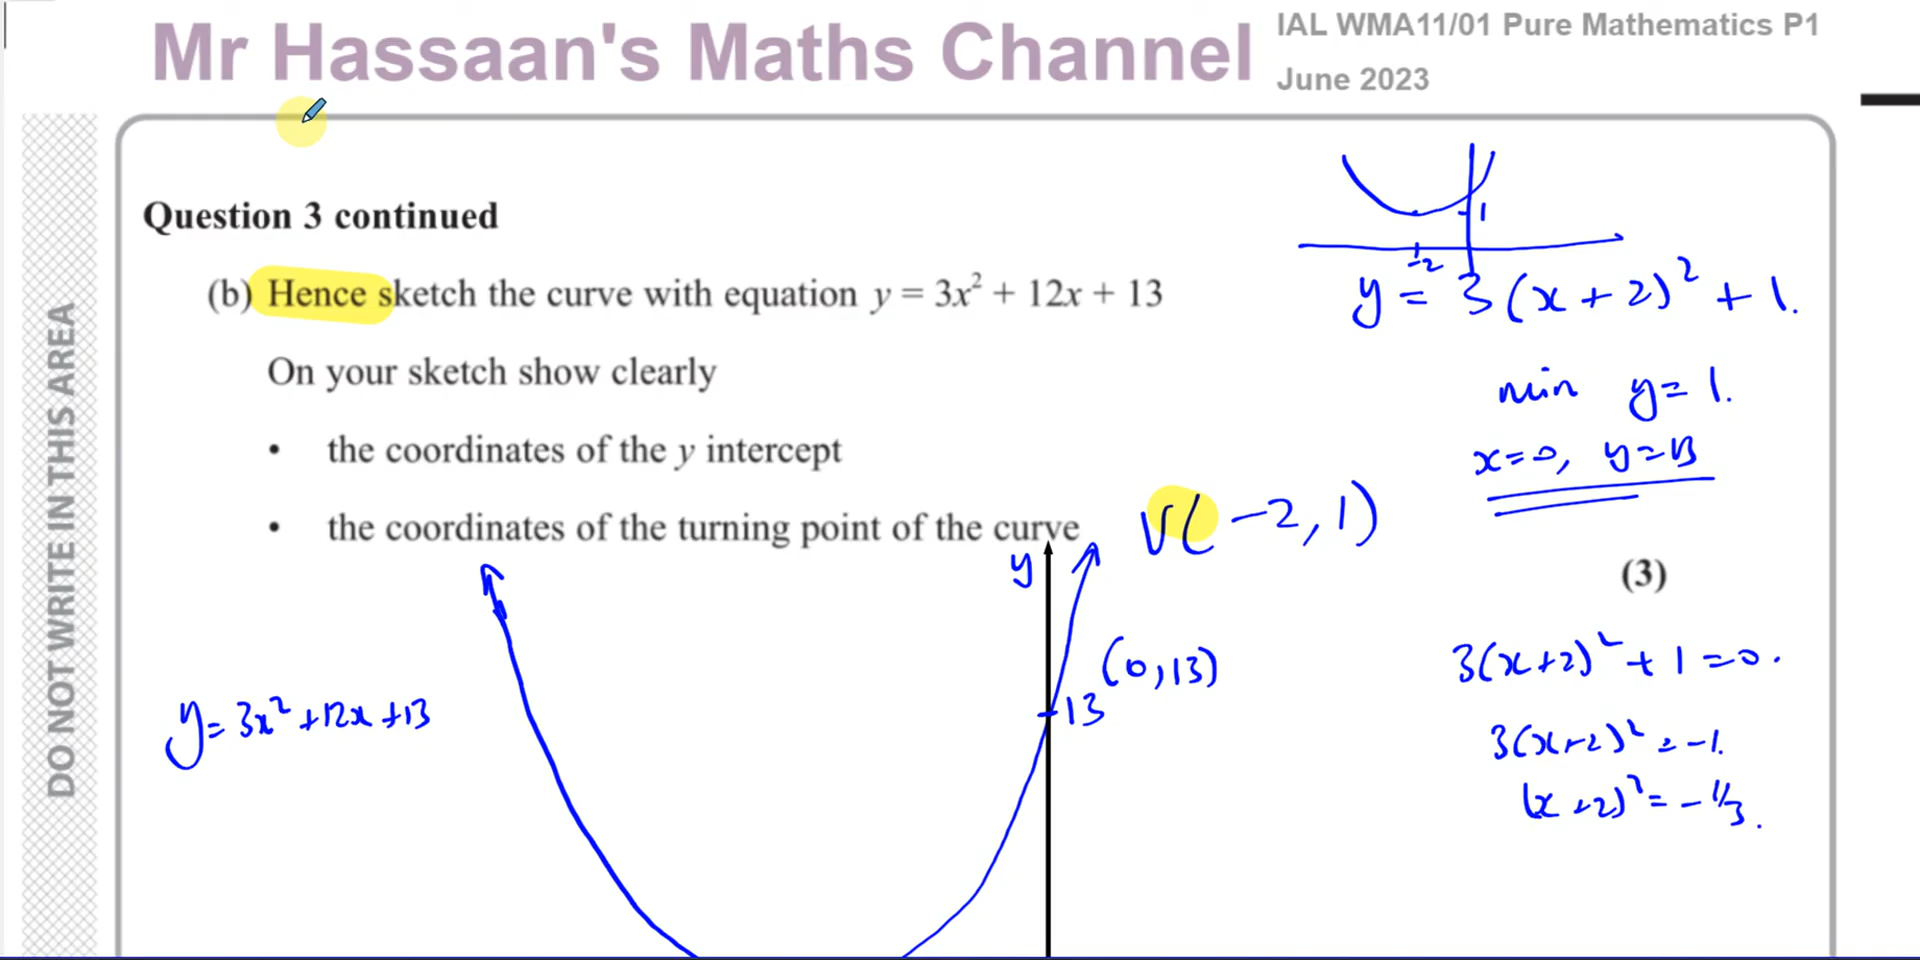 Mr Hassaan's Maths Channel
IAL WMA11/01 Pure Mathematics P1
June 2023
DO NOT WRITE IN THIS AREA
Question 3 continued
(b) Hence sketch the curve with equation y = 3x² + 12x + 13
On your sketch show clearly
• the coordinates of the y intercept
• the coordinates of the turning point of the curve
(3)
1
-2
y = 3(x+2)² + 1.
min y = 1.
x=0, y=13
V(-2,1)
y
(0,13)
13
y = 3x² + 12x + 13
3(x+2)² + 1 = 0.
3(x+2)² = -1.
(x+2)² = -1/3.